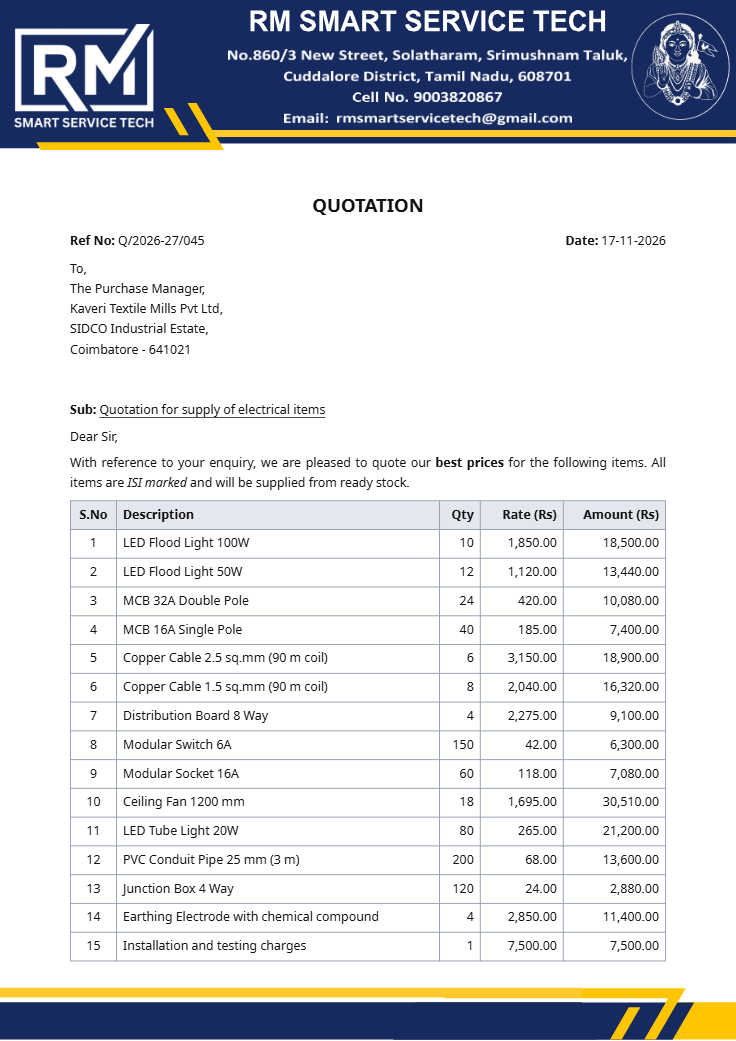 RM
SMART SERVICE TECH
RM SMART SERVICE TECH
No.860/3 New Street, Solatharam, Srimushnam Taluk,
Cuddalore District, Tamil Nadu, 608701
Cell No. 9003820867
Email: rmsmartservicetech@gmail.com
QUOTATION
Ref No: Q/2026-27/045 Date: 17-11-2026
To,
The Purchase Manager,
Kaveri Textile Mills Pvt Ltd,
SIDCO Industrial Estate,
Coimbatore - 641021
Sub: Quotation for supply of electrical items
Dear Sir,
With reference to your enquiry, we are pleased to quote our best prices for the following items. All
items are ISI marked and will be supplied from ready stock.
S.No Description Qty Rate (Rs) Amount (Rs)
1 LED Flood Light 100W 10 1,850.00 18,500.00
2 LED Flood Light 50W 12 1,120.00 13,440.00
3 MCB 32A Double Pole 24 420.00 10,080.00
4 MCB 16A Single Pole 40 185.00 7,400.00
5 Copper Cable 2.5 sq.mm (90 m coil) 6 3,150.00 18,900.00
6 Copper Cable 1.5 sq.mm (90 m coil) 8 2,040.00 16,320.00
7 Distribution Board 8 Way 4 2,275.00 9,100.00
8 Modular Switch 6A 150 42.00 6,300.00
9 Modular Socket 16A 60 118.00 7,080.00
10 Ceiling Fan 1200 mm 18 1,695.00 30,510.00
11 LED Tube Light 20W 80 265.00 21,200.00
12 PVC Conduit Pipe 25 mm (3 m) 200 68.00 13,600.00
13 Junction Box 4 Way 120 24.00 2,880.00
14 Earthing Electrode with chemical compound 4 2,850.00 11,400.00
15 Installation and testing charges 1 7,500.00 7,500.00